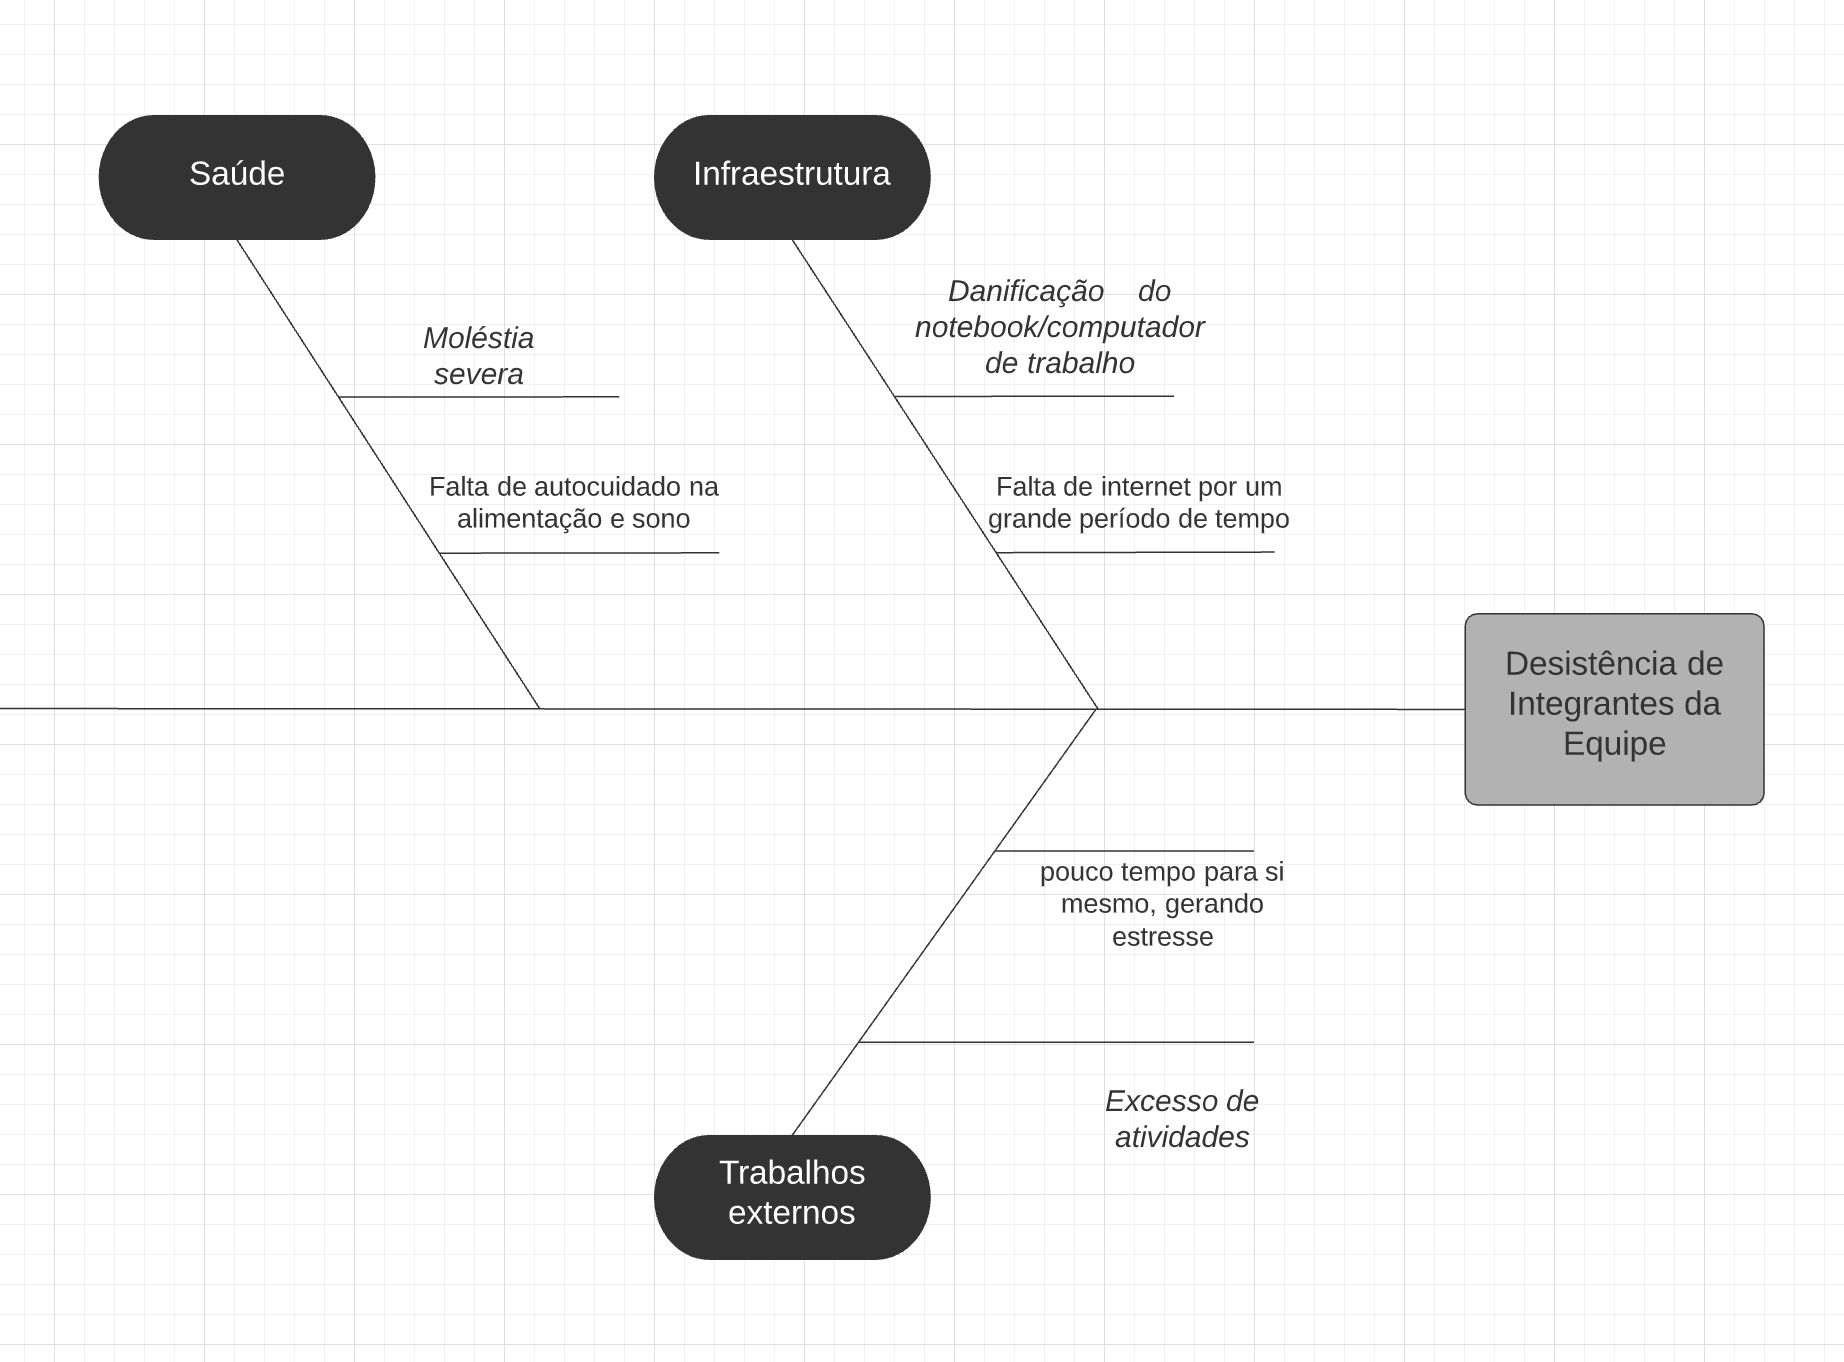 Saúde
Infraestrutura
Danificação do
notebook/computador
de trabalho
Moléstia
severa
Falta de autocuidado na
alimentação e sono
Falta de internet por um
grande período de tempo
Desistência de
Integrantes da
Equipe
pouco tempo para si
mesmo, gerando
estresse
Excesso de
atividades
Trabalhos
externos